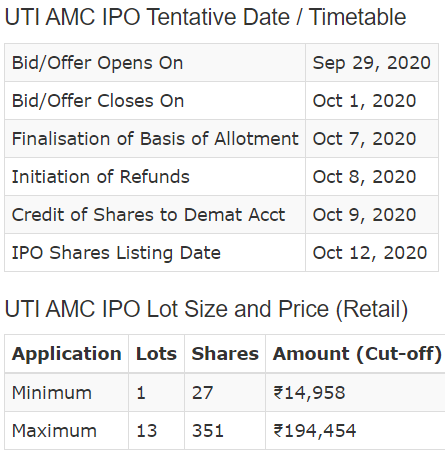 UTI AMC IPO Tentative Date / Timetable
Bid/Offer Opens On Sep 29, 2020
Bid/Offer Closes On Oct 1, 2020
Finalisation of Basis of Allotment Oct 7, 2020
Initiation of Refunds Oct 8, 2020
Credit of Shares to Demat Acct Oct 9, 2020
IPO Shares Listing Date Oct 12, 2020
UTI AMC IPO Lot Size and Price (Retail)
Application Lots Shares Amount (Cut-off)
Minimum 1 27 ₹14,958
Maximum 13 351 ₹194,454